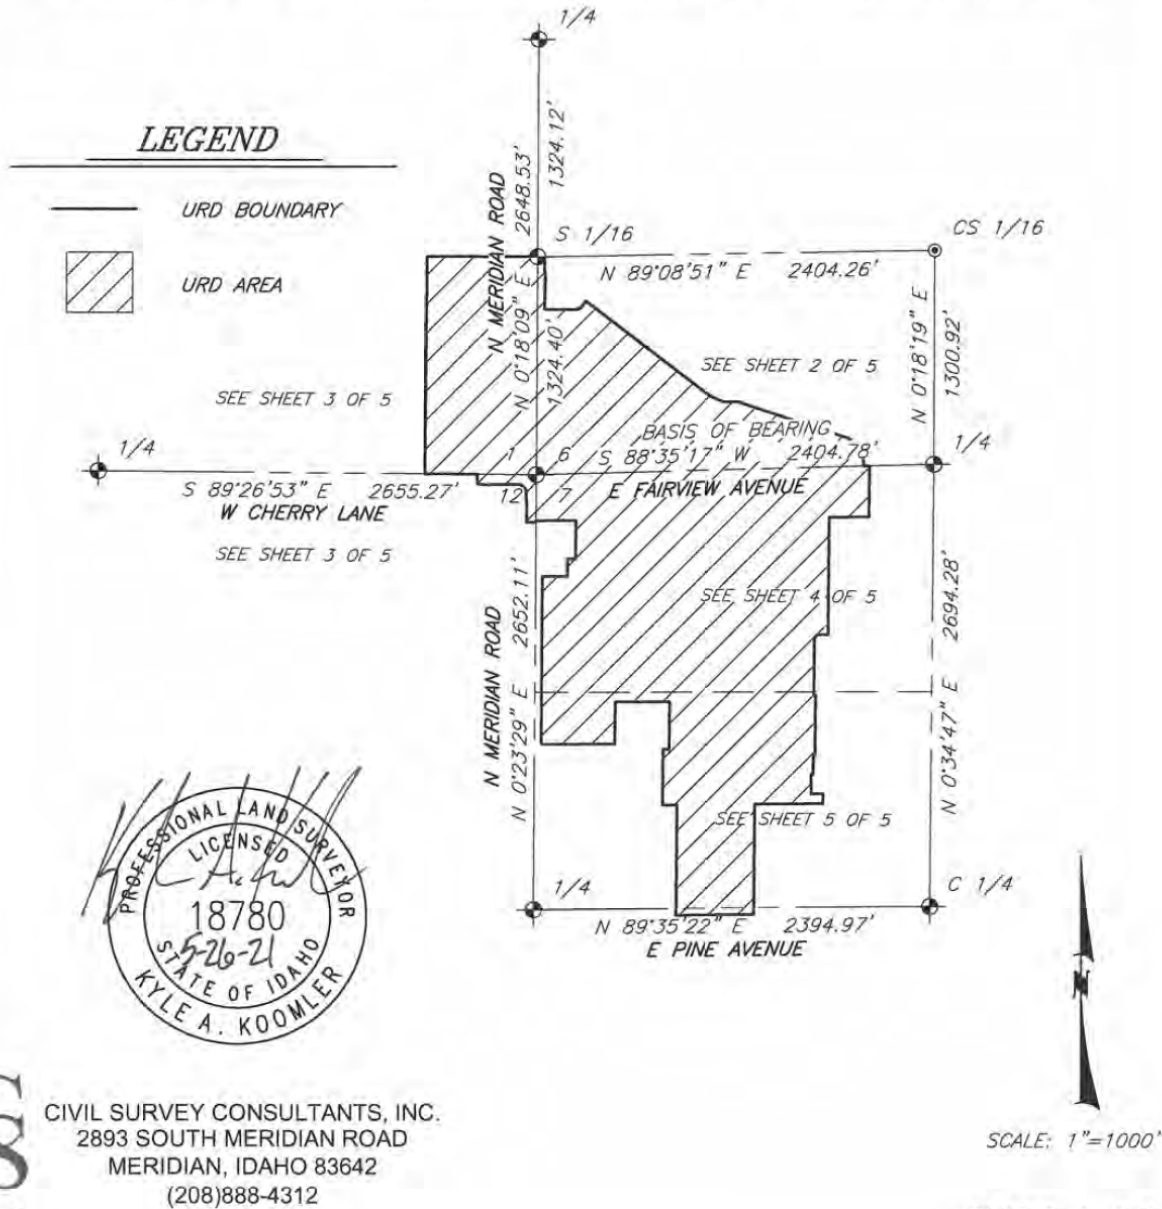 1/4
LEGEND
URD BOUNDARY
URD AREA
N MERIDIAN ROAD
2648.53'
1324.12'
S 1/16
CS 1/16
N 89°08'51" E 2404.26'
N 0°18'09" E
1324.40'
N 0°18'19" E
1300.92'
SEE SHEET 2 OF 5
SEE SHEET 3 OF 5
BASIS OF BEARING
1/4
1 6
S 88°35'17" W 2404.78'
1/4
S 89°26'53" E 2655.27'
12 7
E FAIRVIEW AVENUE
W CHERRY LANE
SEE SHEET 3 OF 5
SEE SHEET 4 OF 5
N MERIDIAN ROAD
N 0°23'29" E 2652.11'
N 0°34'47" E 2694.28'
SEE SHEET 5 OF 5
1/4
C 1/4
N 89°35'22" E 2394.97'
E PINE AVENUE
PROFESSIONAL LAND SURVEYOR
LICENSED
18780
5-26-21
STATE OF IDAHO
KYLE A. KOOMLER
N
SCALE: 1"=1000'
CIVIL SURVEY CONSULTANTS, INC.
2893 SOUTH MERIDIAN ROAD
MERIDIAN, IDAHO 83642
(208)888-4312